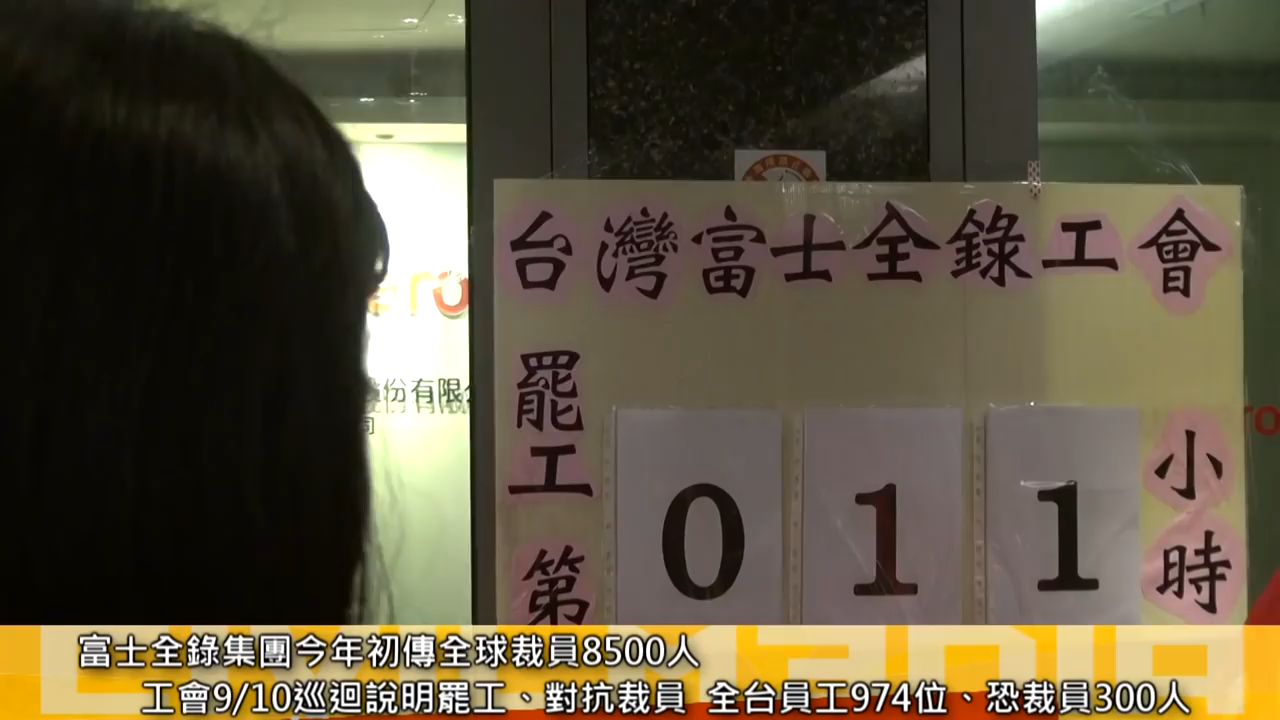 台灣富士全錄工會
罷工第
011
小時
份有限
富士全錄集團今年初傳全球裁員8500人
工會9/10巡迴說明罷工、對抗裁員 全台員工974位、恐裁員300人